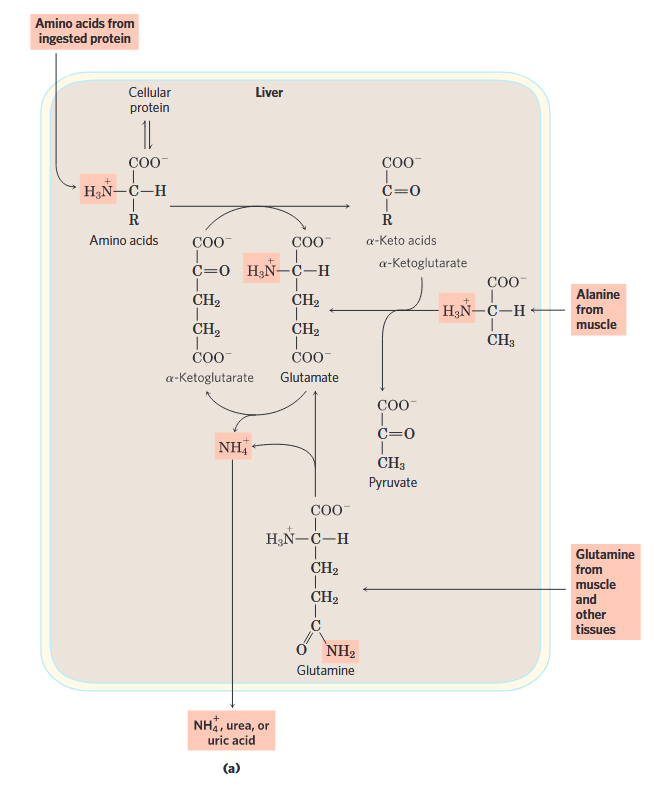 Amino acids from
ingested protein
Cellular
protein
Liver
COO⁻
H₃N⁺—C—H
R
Amino acids
COO⁻
C=O
R
α-Keto acids
COO⁻
C=O
CH₂
CH₂
COO⁻
α-Ketoglutarate
COO⁻
H₃N⁺—C—H
CH₂
CH₂
COO⁻
Glutamate
α-Ketoglutarate
COO⁻
H₃N⁺—C—H
CH₃
Alanine
from
muscle
NH₄⁺
COO⁻
C=O
CH₃
Pyruvate
COO⁻
H₃N⁺—C—H
CH₂
CH₂
C
O NH₂
Glutamine
Glutamine
from
muscle
and
other
tissues
NH₄⁺, urea, or
uric acid
(a)